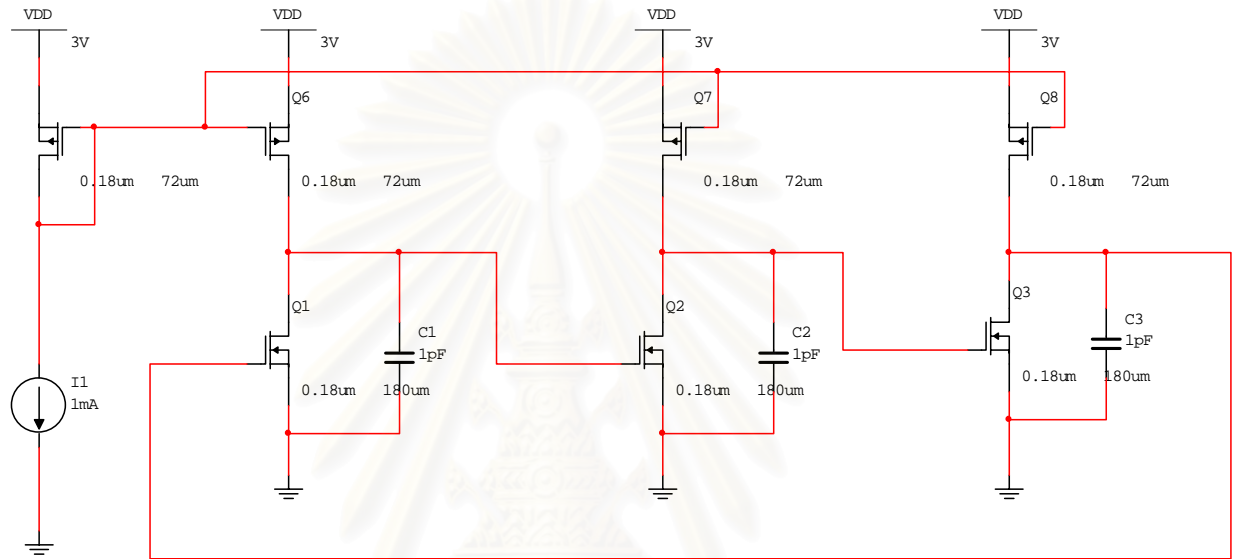 VDD VDD VDD VDD
3V 3V 3V 3V
Q6 Q7 Q8
0.18um 72um 0.18um 72um 0.18um 72um 0.18um 72um
Q1 Q2 Q3
C1 C2 C3
1pF 1pF 1pF
I1
1mA
0.18um 180um 0.18um 180um 0.18um 180um